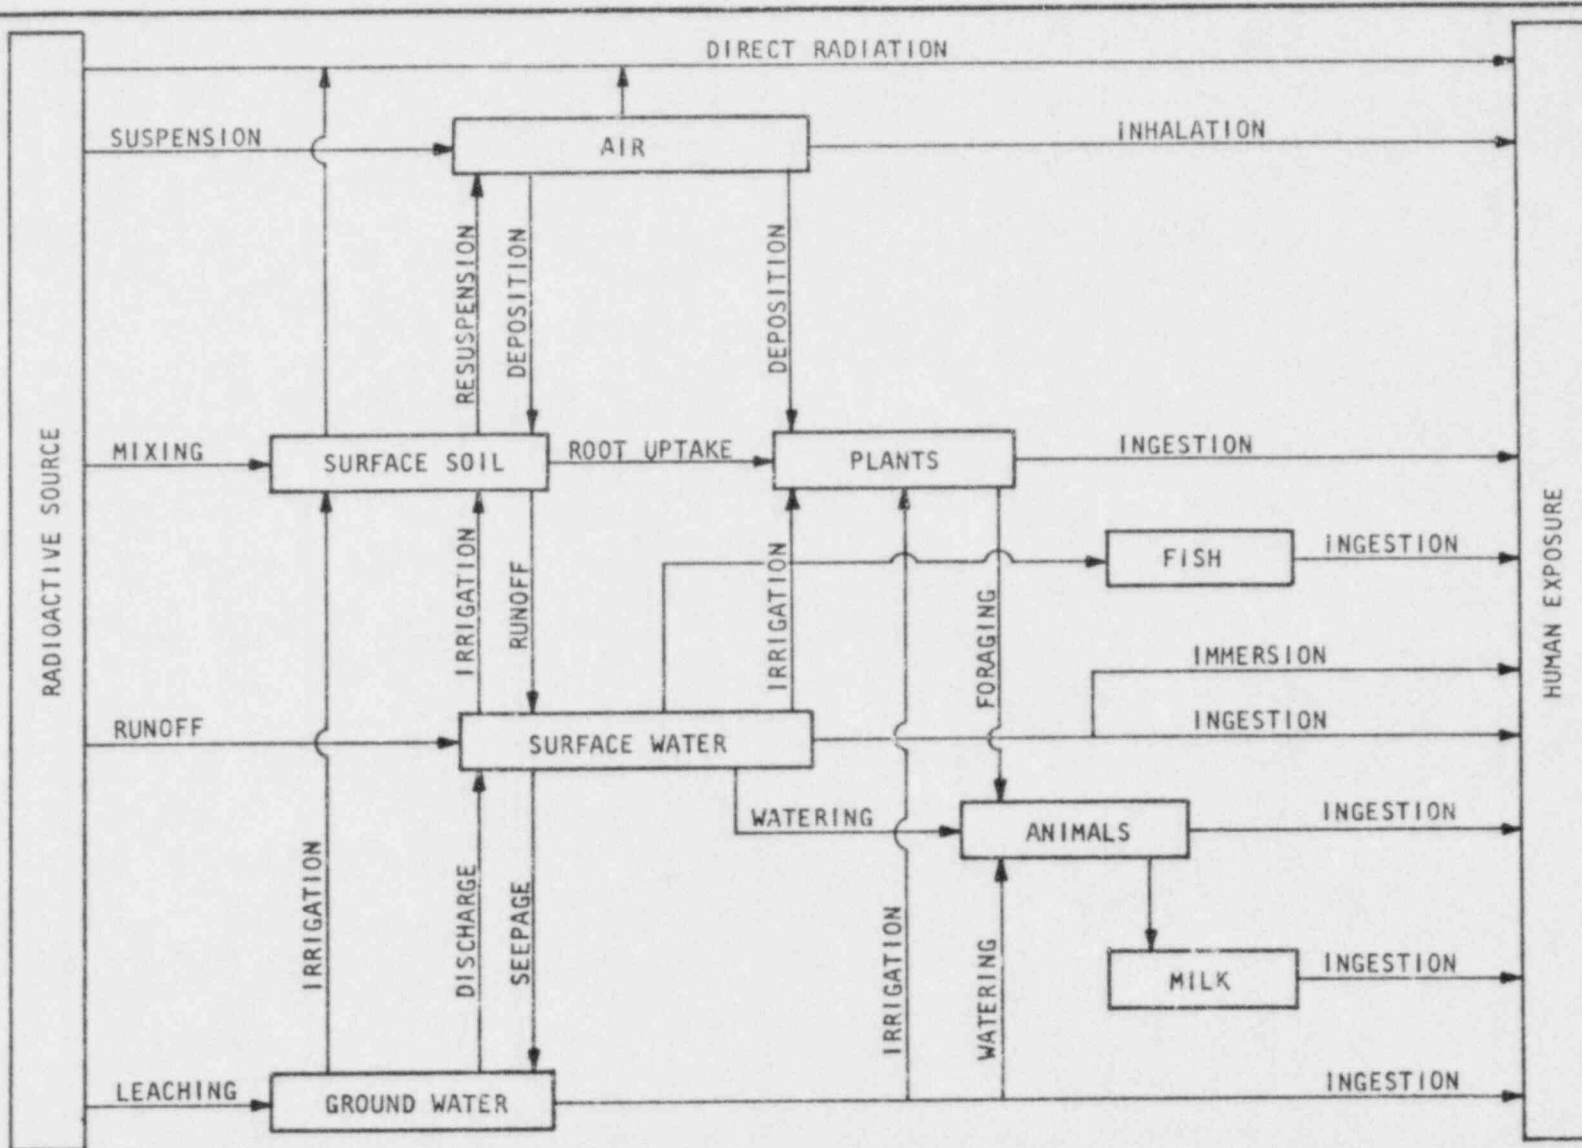 DIRECT RADIATION
SUSPENSION
AIR
INHALATION
RESUSPENSION
DEPOSITION
DEPOSITION
RADIOACTIVE SOURCE
MIXING
SURFACE SOIL
ROOT UPTAKE
PLANTS
INGESTION
HUMAN EXPOSURE
IRRIGATION
RUNOFF
IRRIGATION
FORAGING
FISH
INGESTION
IMMERSION
RUNOFF
SURFACE WATER
INGESTION
WATERING
ANIMALS
INGESTION
IRRIGATION
DISCHARGE
SEEPAGE
IRRIGATION
WATERING
MILK
INGESTION
LEACHING
GROUND WATER
INGESTION